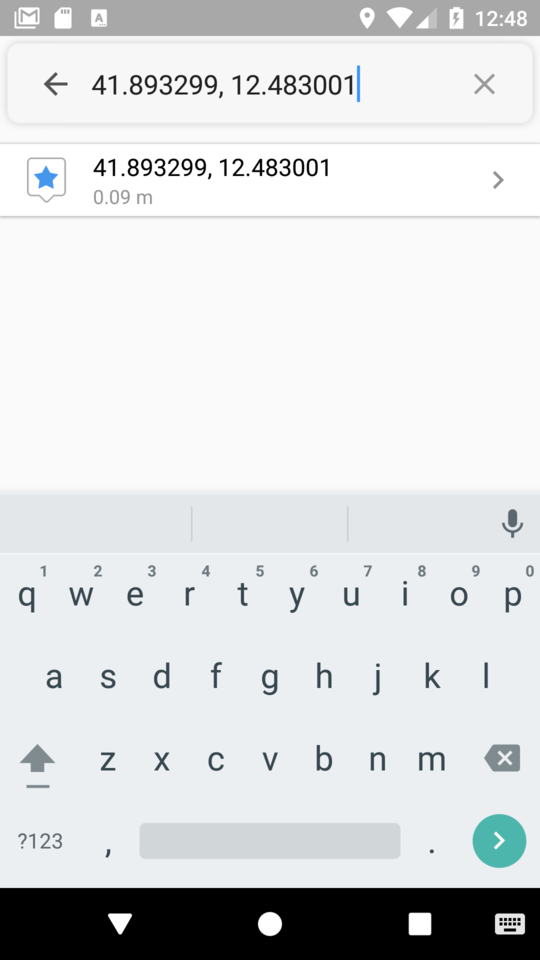 12:48
41.893299, 12.483001
41.893299, 12.483001
0.09 m
1 2 3 4 5 6 7 8 9 0
q w e r t y u i o p
a s d f g h j k l
z x c v b n m
?123 , .